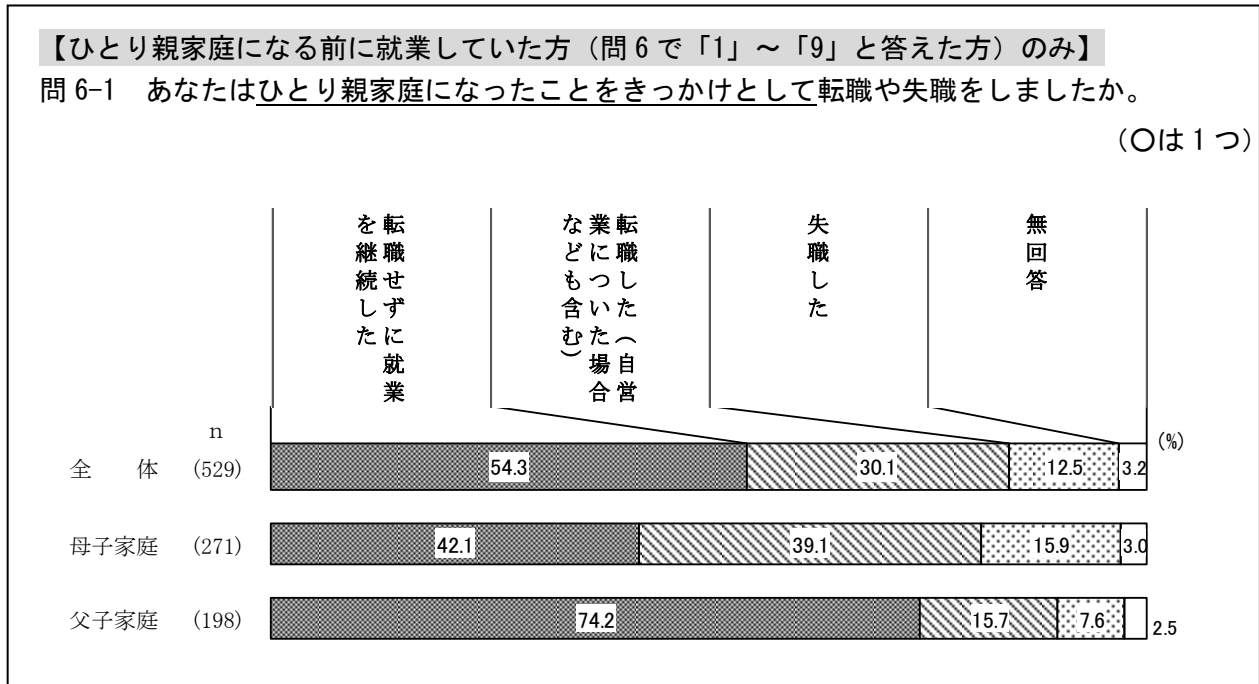 【ひとり親家庭になる前に就業していた方（問6で「1」～「9」と答えた方）のみ】
問6-1　あなたはひとり親家庭になったことをきっかけとして転職や失職をしましたか。
（〇は1つ）
転職せずに就業
を継続した
転職した（自営
業についた場合
なども含む）
失職した
無回答
n
(%)
全　体 (529) 54.3 30.1 12.5 3.2
母子家庭 (271) 42.1 39.1 15.9 3.0
父子家庭 (198) 74.2 15.7 7.6 2.5